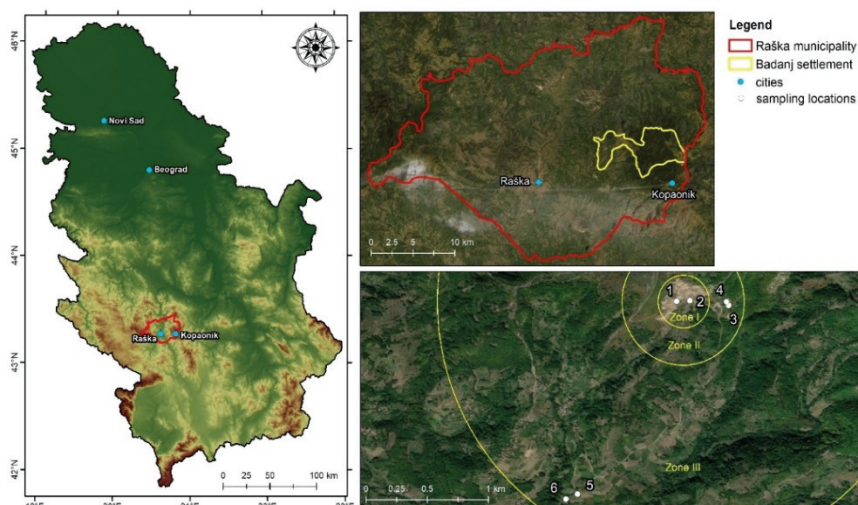 46°N
45°N
44°N
43°N
42°N
Novi Sad
Beograd
Raška
Kopaonik
0 25 50 100 km
Raška
Kopaonik
0 2.5 5 10 km
Legend
Raška municipality
Badanj settlement
cities
sampling locations
1
2
4
3
Zone I
Zone II
Zone III
6
5
0 0.25 0.5 1 km